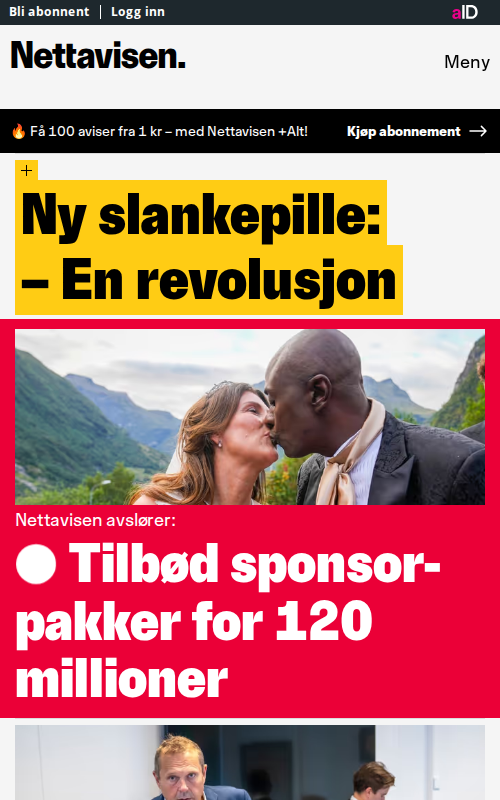 Bli abonnent | Logg inn
aID
Nettavisen.
Meny
🔥 Få 100 aviser fra 1 kr – med Nettavisen +Alt!
Kjøp abonnement →
+
Ny slankepille:
– En revolusjon
Nettavisen avslører:
Tilbød sponsor-
pakker for 120
millioner